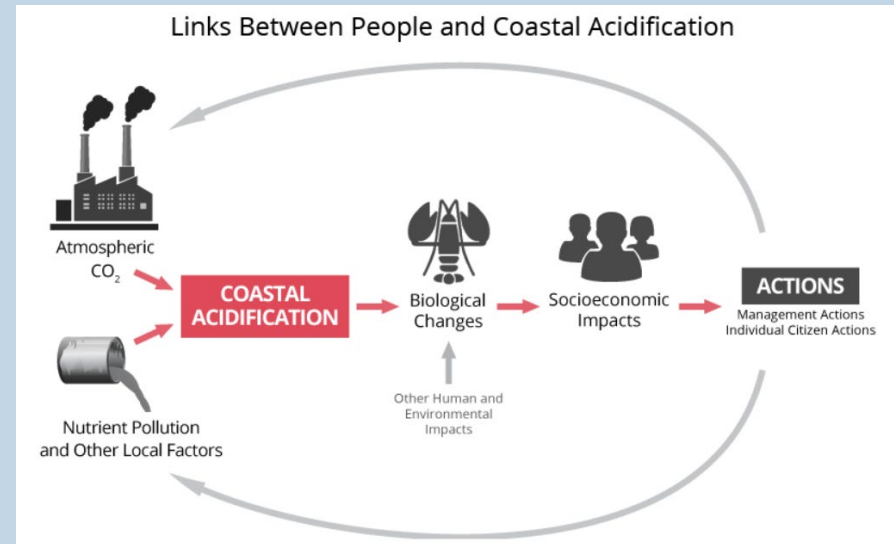 Links Between People and Coastal Acidification
Atmospheric
CO₂
COASTAL
ACIDIFICATION
Nutrient Pollution
and Other Local Factors
Biological
Changes
Other Human and
Environmental
Impacts
Socioeconomic
Impacts
ACTIONS
Management Actions
Individual Citizen Actions